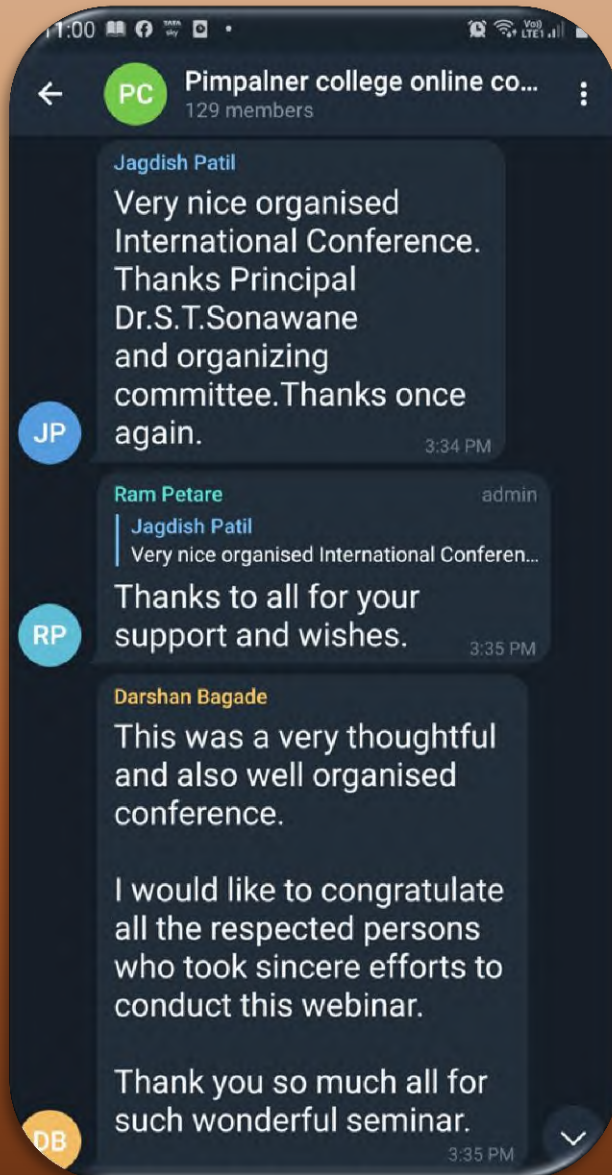 11:00
TATA
sky
Vo)
LTE1
PC
Pimpalner college online co...
129 members
Jagdish Patil
Very nice organised
International Conference.
Thanks Principal
Dr.S.T.Sonawane
and organizing
committee.Thanks once
again.
3:34 PM
JP
Ram Petare admin
Jagdish Patil
Very nice organised International Conferen...
Thanks to all for your
support and wishes.
3:35 PM
RP
Darshan Bagade
This was a very thoughtful
and also well organised
conference.
I would like to congratulate
all the respected persons
who took sincere efforts to
conduct this webinar.
Thank you so much all for
such wonderful seminar.
3:35 PM
DB